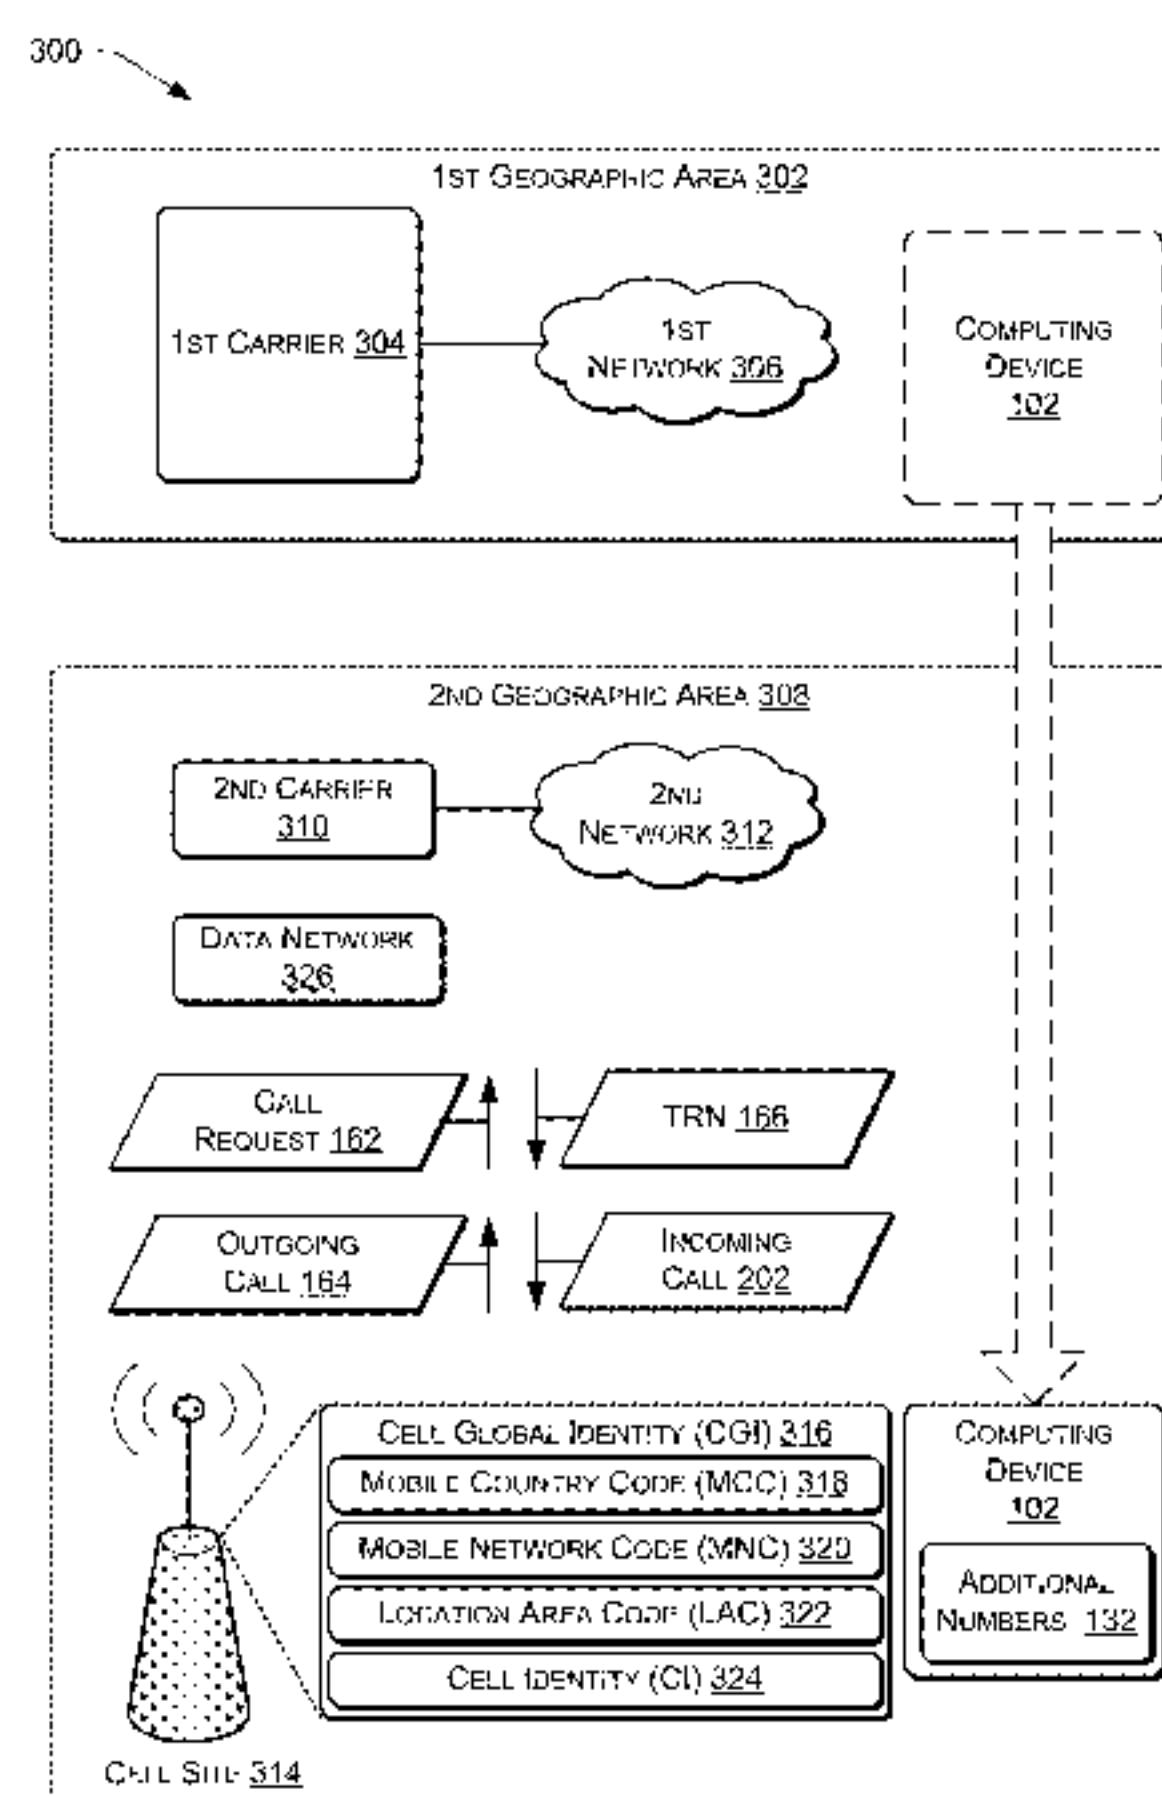 300
1ST GEOGRAPHIC AREA 302
1ST CARRIER 304
1ST
NETWORK 306
COMPUTING
DEVICE
102
2ND GEOGRAPHIC AREA 308
2ND CARRIER
310
2ND
NETWORK 312
DATA NETWORK
326
CALL
REQUEST 162
TRN 166
OUTGOING
CALL 164
INCOMING
CALL 202
CELL GLOBAL IDENTITY (CGI) 316
MOBILE COUNTRY CODE (MCC) 318
MOBILE NETWORK CODE (MNC) 320
LOCATION AREA CODE (LAC) 322
CELL IDENTITY (CI) 324
COMPUTING
DEVICE
102
ADDITIONAL
NUMBERS 132
CELL SITE 314